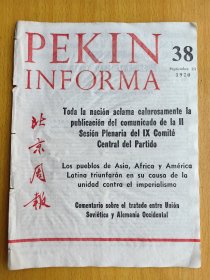 PEKIN
INFORMA
38
Septiembre 23
1970
Toda la nación aclama calurosamente la
publicación del comunicado de la II
Sesión Plenaria del IX Comité
Central del Partido
Los pueblos de Asia, Africa y América
Latina triunfarán en su causa de la
unidad contra el imperialismo
Comentario sobre el tratado entre Unión
Soviética y Alemania Occidental
北京周报